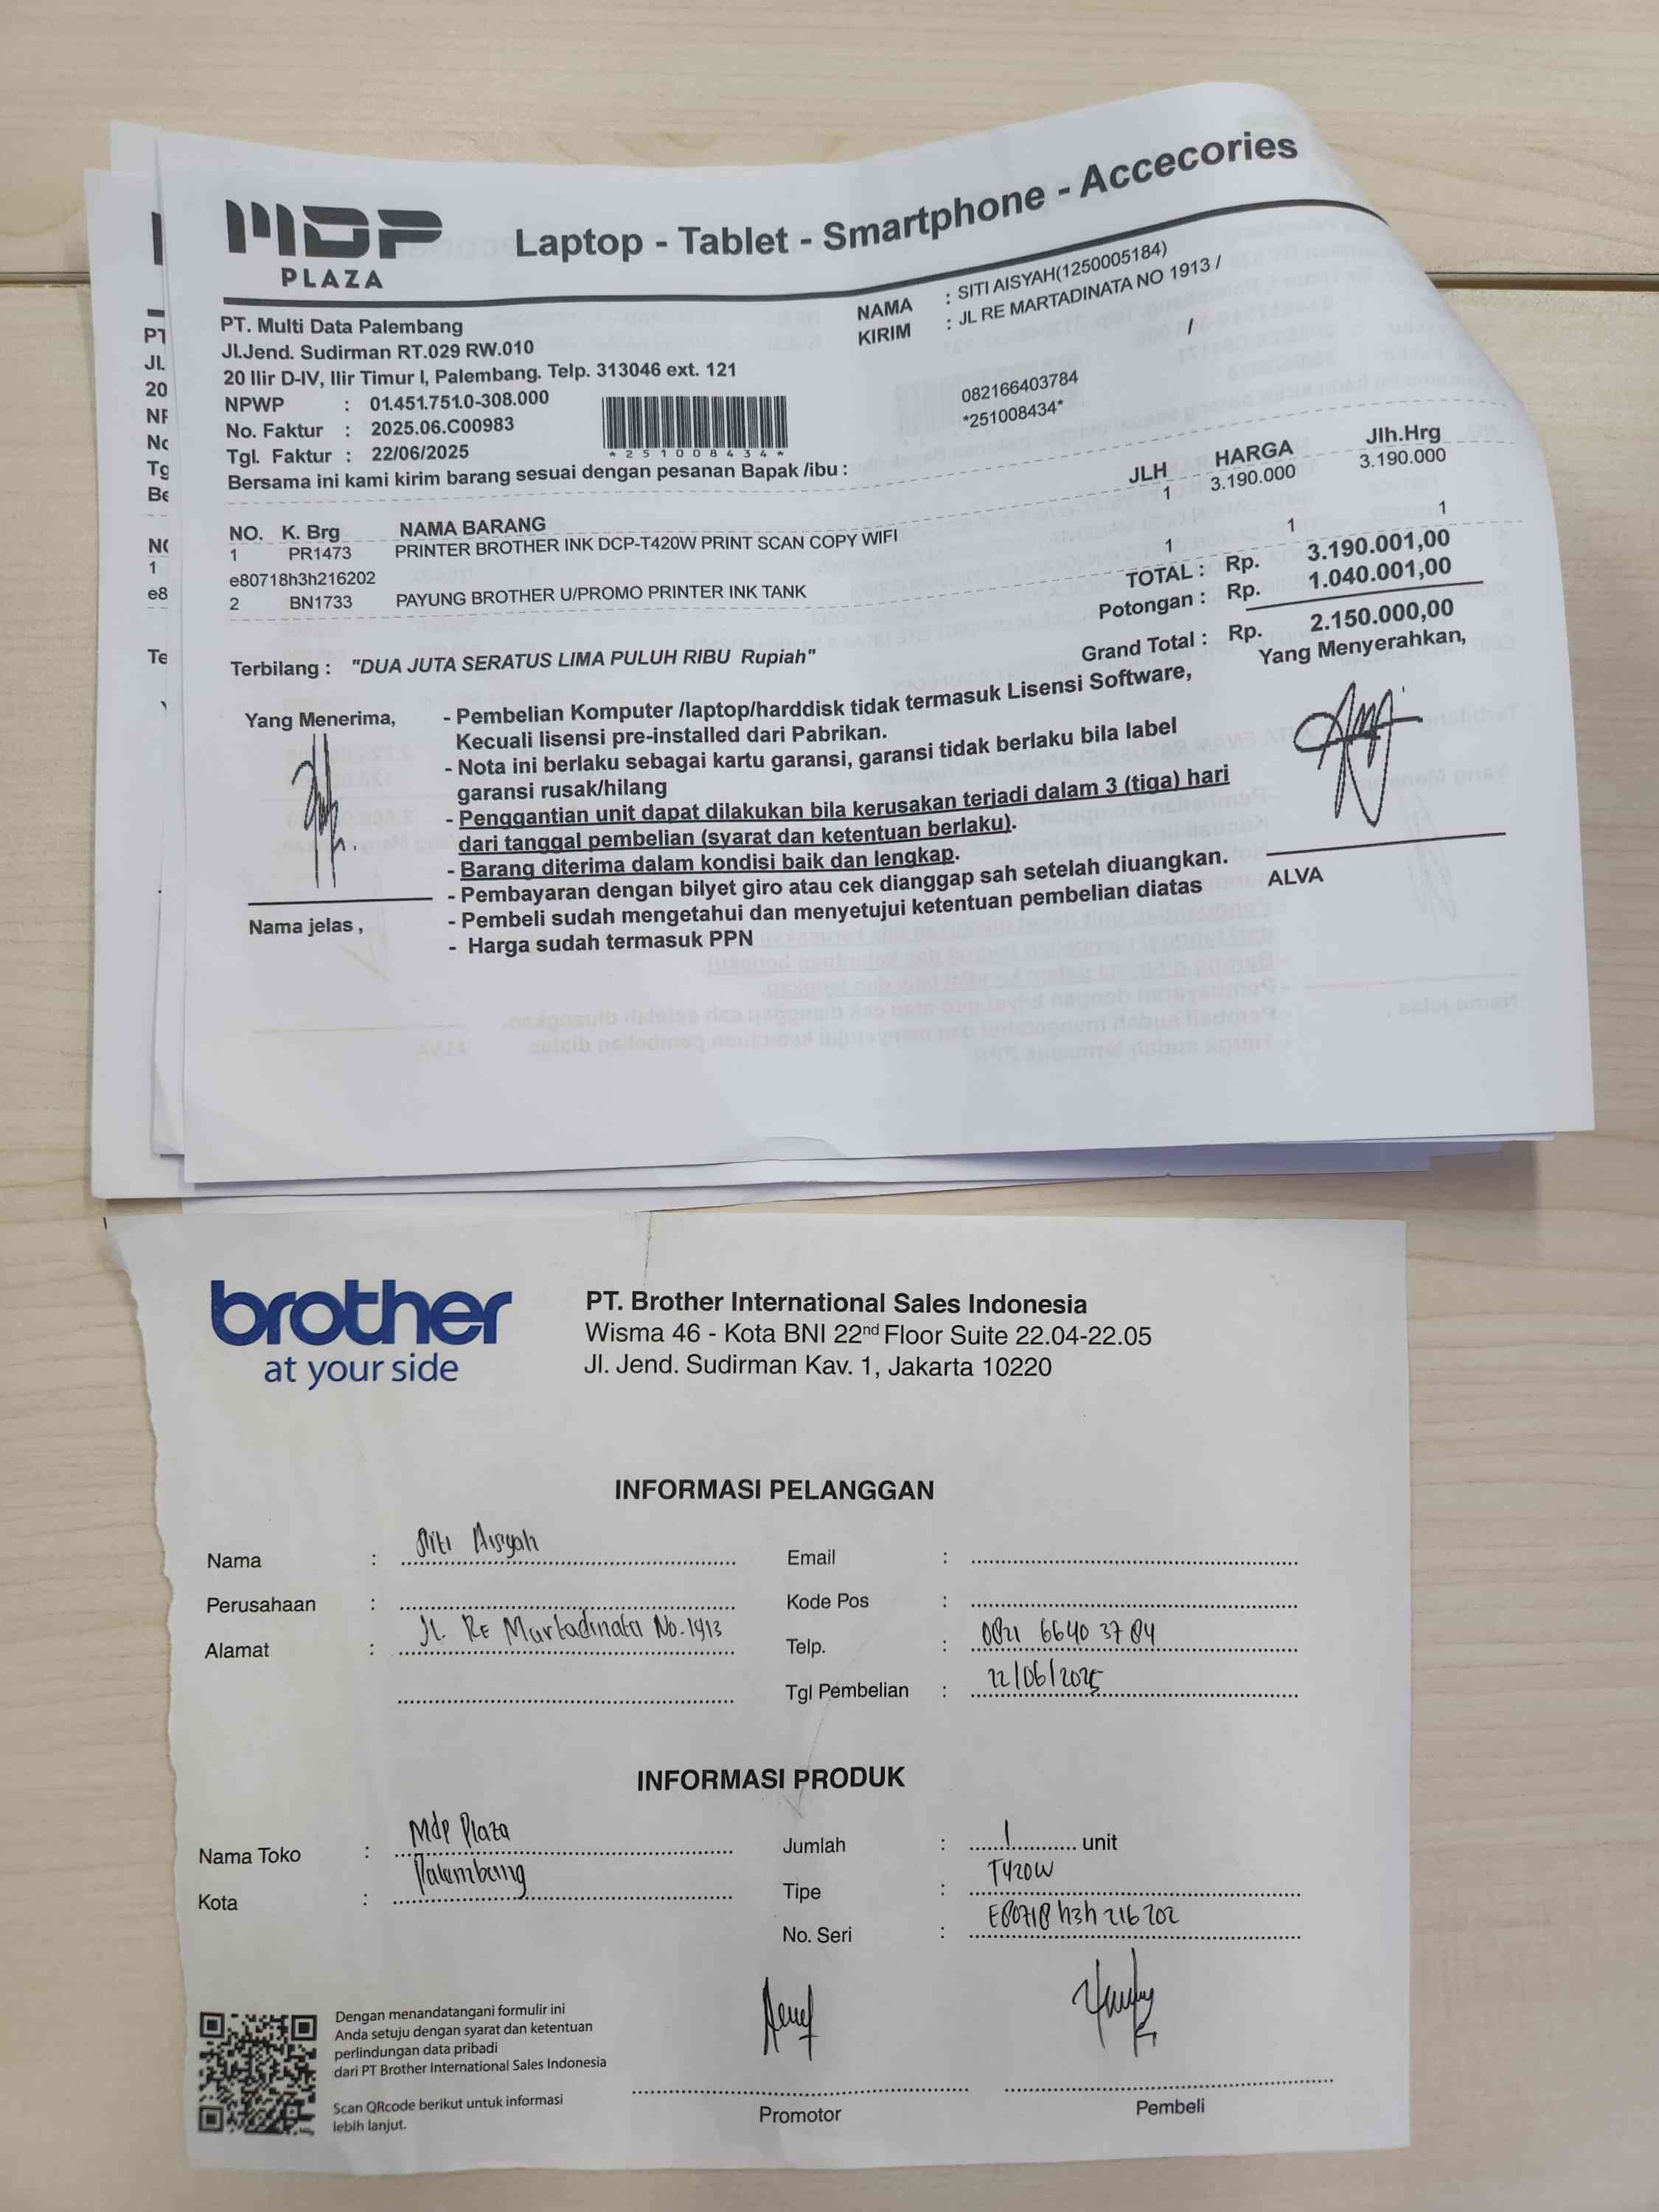 MDP
PLAZA
Laptop - Tablet - Smartphone - Accecories
PT. Multi Data Palembang
Jl.Jend. Sudirman RT.029 RW.010
20 Ilir D-IV, Ilir Timur I, Palembang. Telp. 313046 ext. 121
NPWP : 01.451.751.0-308.000
No. Faktur : 2025.06.C00983
Tgl. Faktur : 22/06/2025
*251008434*
NAMA : SITI AISYAH(1250005184)
KIRIM : JL RE MARTADINATA NO 1913 /
/
082166403784
*251008434*
Bersama ini kami kirim barang sesuai dengan pesanan Bapak /ibu :
NO. K. Brg NAMA BARANG JLH HARGA Jlh.Hrg
1 PR1473 PRINTER BROTHER INK DCP-T420W PRINT SCAN COPY WIFI 1 3.190.000 3.190.000
e80718h3h216202
2 BN1733 PAYUNG BROTHER U/PROMO PRINTER INK TANK 1 1 1
TOTAL : Rp. 3.190.001,00
Potongan : Rp. 1.040.001,00
Grand Total : Rp. 2.150.000,00
Terbilang : "DUA JUTA SERATUS LIMA PULUH RIBU Rupiah"
Yang Menerima,
Yang Menyerahkan,
- Pembelian Komputer /laptop/harddisk tidak termasuk Lisensi Software,
Kecuali lisensi pre-installed dari Pabrikan.
- Nota ini berlaku sebagai kartu garansi, garansi tidak berlaku bila label
garansi rusak/hilang
- Penggantian unit dapat dilakukan bila kerusakan terjadi dalam 3 (tiga) hari
dari tanggal pembelian (syarat dan ketentuan berlaku).
- Barang diterima dalam kondisi baik dan lengkap.
- Pembayaran dengan bilyet giro atau cek dianggap sah setelah diuangkan.
- Pembeli sudah mengetahui dan menyetujui ketentuan pembelian diatas
- Harga sudah termasuk PPN
Nama jelas ,
ALVA
PT
JL
20
NP
No
Tg
Be
NO
1
e8
Te
brother
at your side
PT. Brother International Sales Indonesia
Wisma 46 - Kota BNI 22nd Floor Suite 22.04-22.05
Jl. Jend. Sudirman Kav. 1, Jakarta 10220
INFORMASI PELANGGAN
Nama : Siti Aisyah
Perusahaan :
Alamat : Jl. RE Martadinata No.1913
Email :
Kode Pos :
Telp. : 0821 6640 3784
Tgl Pembelian : 22/06/2025
INFORMASI PRODUK
Nama Toko : Mdp Plaza
Kota : Palembang
Jumlah : 1 unit
Tipe : T420W
No. Seri : E80718h3h216202
Dengan menandatangani formulir ini
Anda setuju dengan syarat dan ketentuan
perlindungan data pribadi
dari PT Brother International Sales Indonesia
Scan QRcode berikut untuk informasi
lebih lanjut.
Promotor
Pembeli